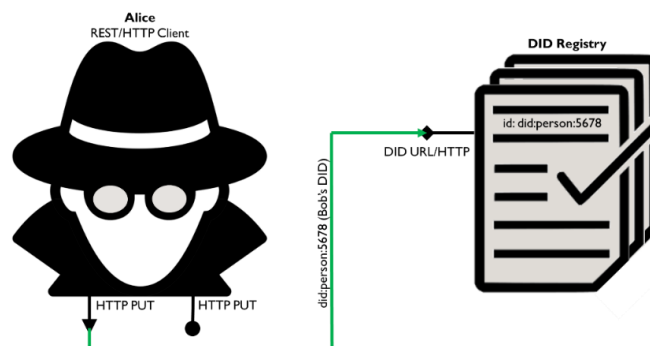 Alice
REST/HTTP Client
HTTP PUT
HTTP PUT
did:person:5678 (Bob's DID)
DID Registry
id: did:person:5678
DID URL/HTTP